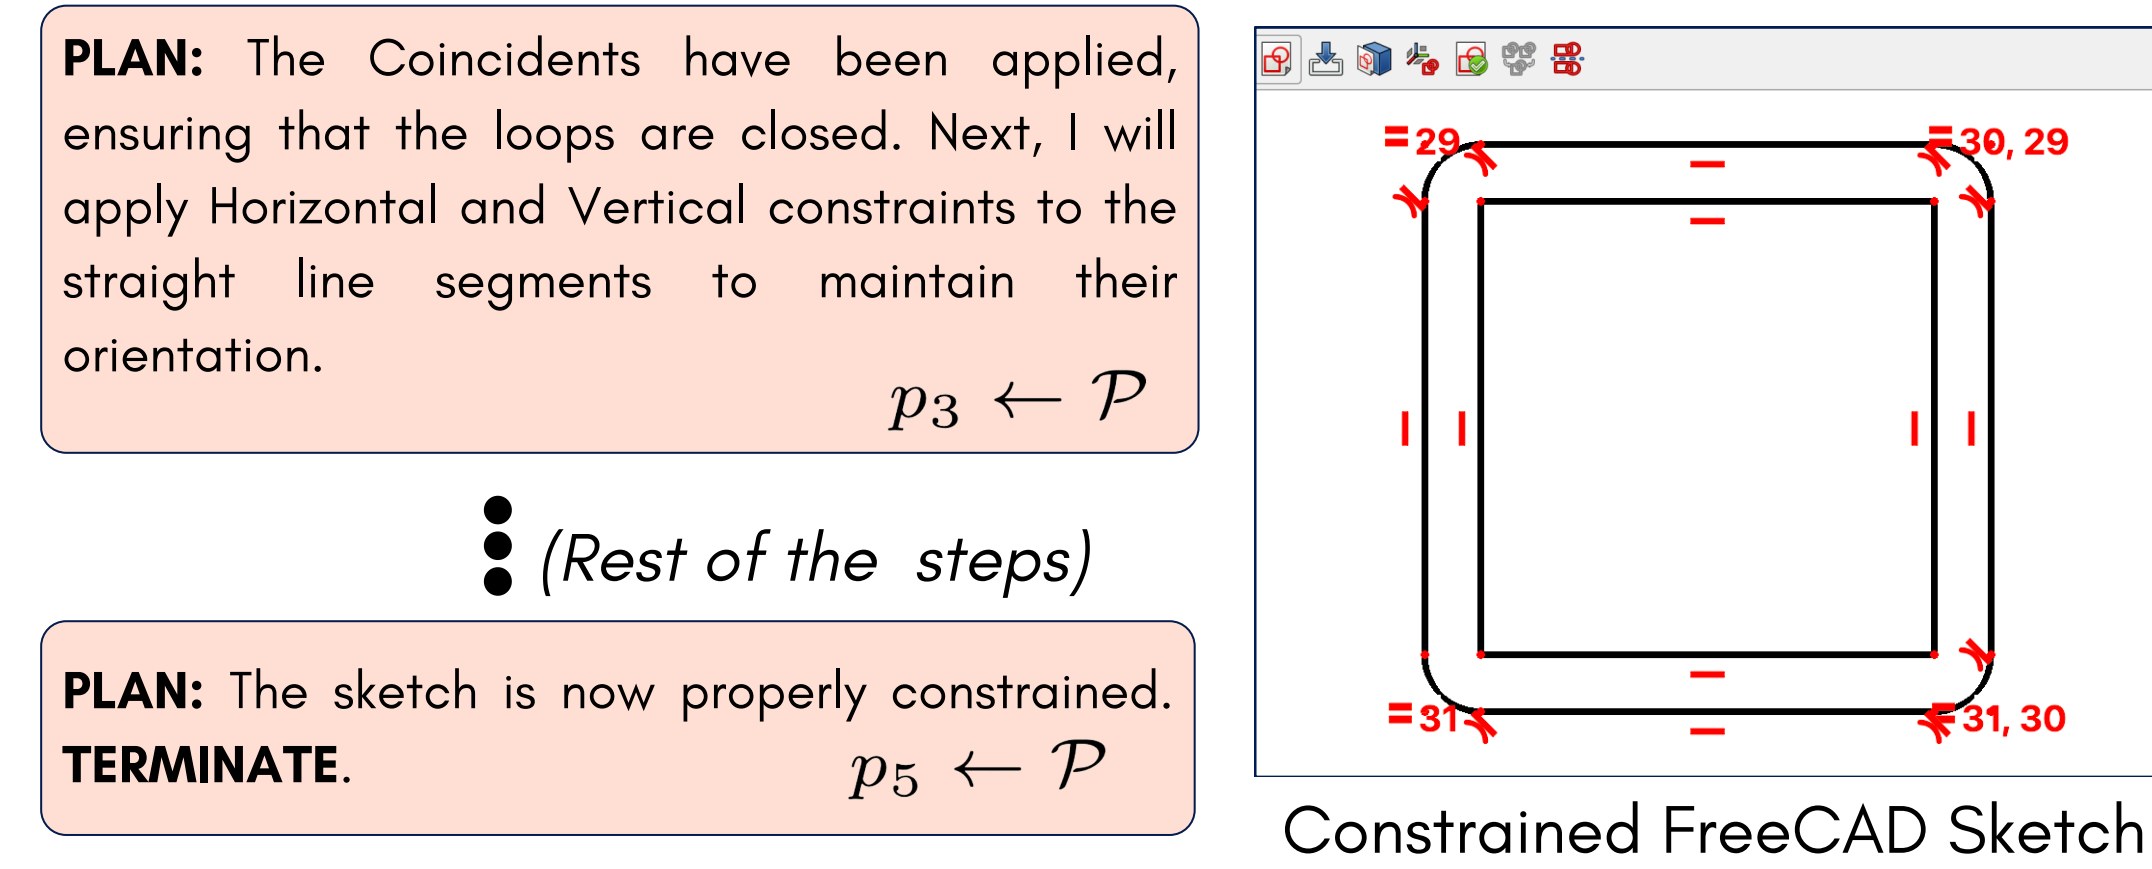 PLAN: The Coincidents have been applied,
ensuring that the loops are closed. Next, I will
apply Horizontal and Vertical constraints to the
straight line segments to maintain their
orientation.
p₃ ← 𝒫
(Rest of the steps)
PLAN: The sketch is now properly constrained.
TERMINATE.
p₅ ← 𝒫
= 29
= 30, 29
= 31
= 31, 30
Constrained FreeCAD Sketch